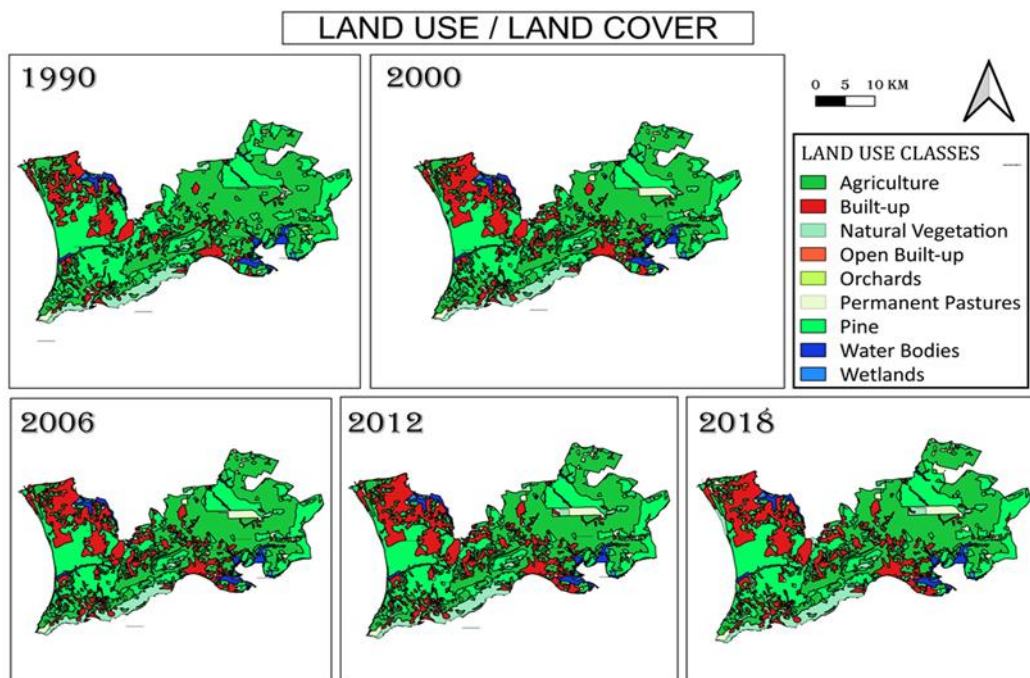 LAND USE / LAND COVER
1990
2000
0 5 10 KM
LAND USE CLASSES
Agriculture
Built-up
Natural Vegetation
Open Built-up
Orchards
Permanent Pastures
Pine
Water Bodies
Wetlands
2006
2012
2018